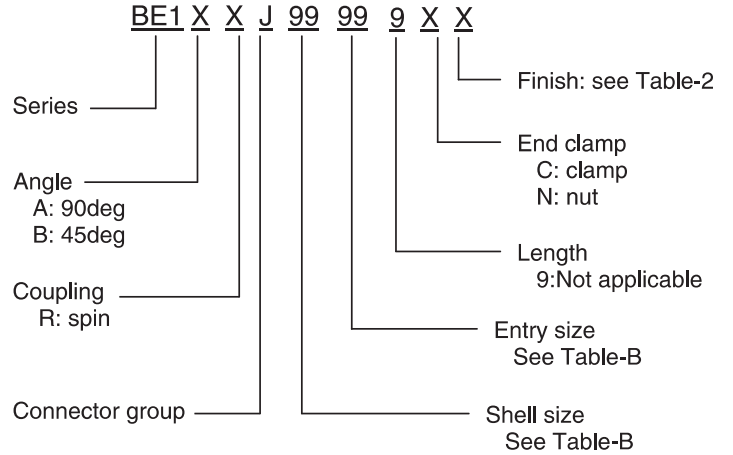 BE1 X X J 99 99 9 X X
Series
Angle
A: 90deg
B: 45deg
Coupling
R: spin
Connector group
Finish: see Table-2
End clamp
C: clamp
N: nut
Length
9:Not applicable
Entry size
See Table-B
Shell size
See Table-B